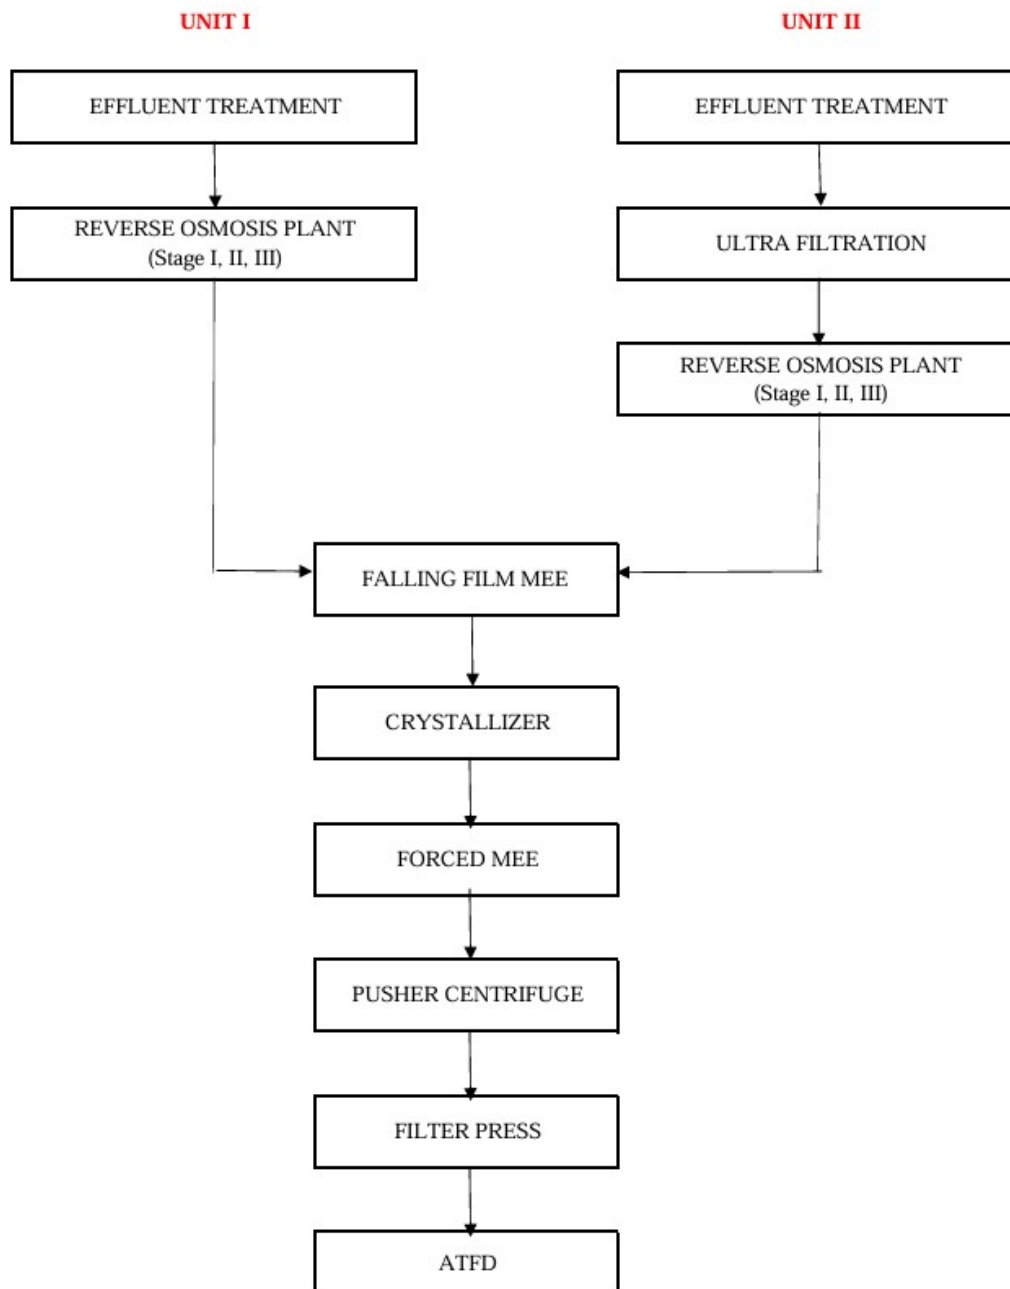 UNIT I
UNIT II
EFFLUENT TREATMENT
EFFLUENT TREATMENT
REVERSE OSMOSIS PLANT
(Stage I, II, III)
ULTRA FILTRATION
REVERSE OSMOSIS PLANT
(Stage I, II, III)
FALLING FILM MEE
CRYSTALLIZER
FORCED MEE
PUSHER CENTRIFUGE
FILTER PRESS
ATFD